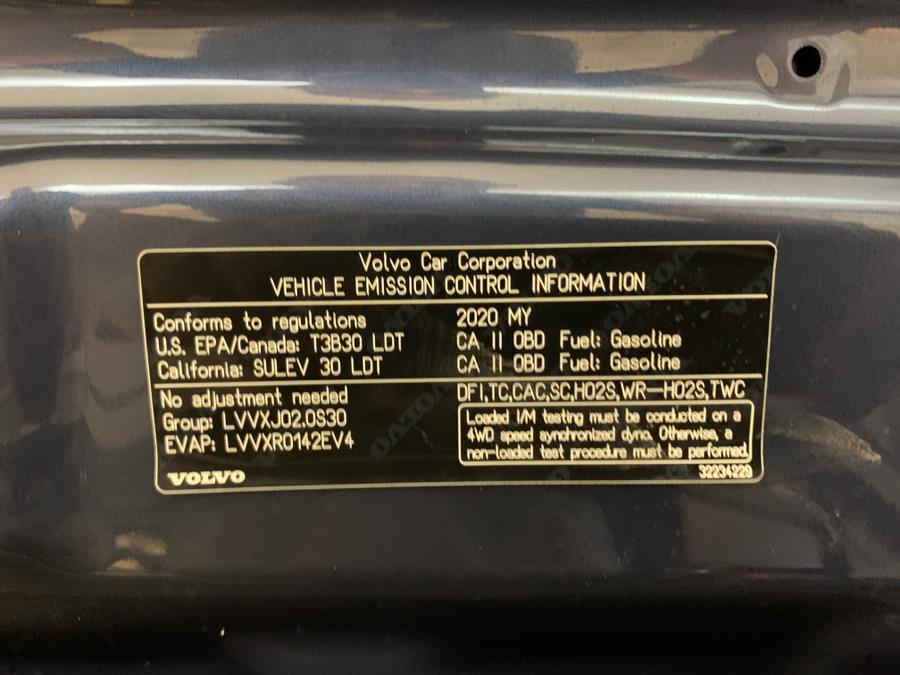 Volvo Car Corporation
VEHICLE EMISSION CONTROL INFORMATION
Conforms to regulations 2020 MY
U.S. EPA/Canada: T3B30 LDT CA II OBD Fuel: Gasoline
California: SULEV 30 LDT CA II OBD Fuel: Gasoline
No adjustment needed
Group: LVVXJ02.0S30
EVAP: LVVXR0142EV4
DFI,TC,CAC,SC,HO2S,WR-HO2S,TWC
Loaded I/M testing must be conducted on a
4WD speed synchronized dyno. Otherwise, a
non-loaded test procedure must be performed.
VOLVO 32234229